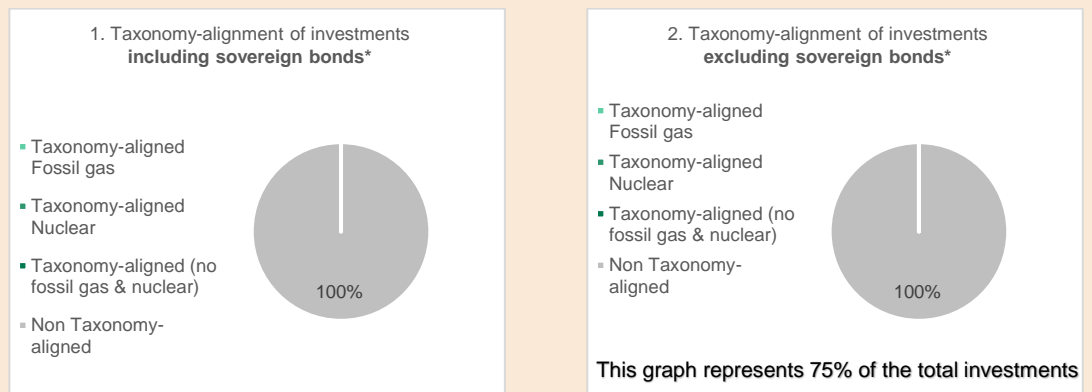 1. Taxonomy-alignment of investments
including sovereign bonds*
Taxonomy-aligned
Fossil gas
Taxonomy-aligned
Nuclear
Taxonomy-aligned (no
fossil gas & nuclear)
Non Taxonomy-
aligned
100%
2. Taxonomy-alignment of investments
excluding sovereign bonds*
Taxonomy-aligned
Fossil gas
Taxonomy-aligned
Nuclear
Taxonomy-aligned (no
fossil gas & nuclear)
Non Taxonomy-
aligned
100%
This graph represents 75% of the total investments